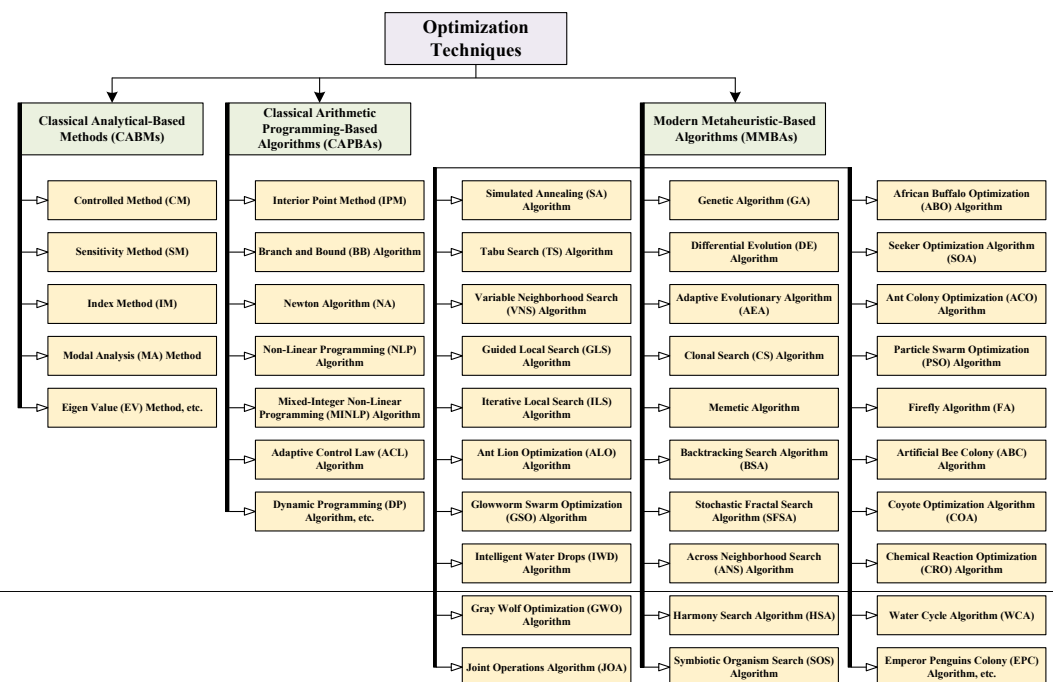 Optimization
Techniques
Classical Analytical-Based
Methods (CABMs)
Classical Arithmetic
Programming-Based
Algorithms (CAPBAs)
Modern Metaheuristic-Based
Algorithms (MMBAs)
Controlled Method (CM)
Sensitivity Method (SM)
Index Method (IM)
Modal Analysis (MA) Method
Eigen Value (EV) Method, etc.
Interior Point Method (IPM)
Branch and Bound (BB) Algorithm
Newton Algorithm (NA)
Non-Linear Programming (NLP)
Algorithm
Mixed-Integer Non-Linear
Programming (MINLP) Algorithm
Adaptive Control Law (ACL)
Algorithm
Dynamic Programming (DP)
Algorithm, etc.
Simulated Annealing (SA)
Algorithm
Tabu Search (TS) Algorithm
Variable Neighborhood Search
(VNS) Algorithm
Guided Local Search (GLS)
Algorithm
Iterative Local Search (ILS)
Algorithm
Ant Lion Optimization (ALO)
Algorithm
Glowworm Swarm Optimization
(GSO) Algorithm
Intelligent Water Drops (IWD)
Algorithm
Gray Wolf Optimization (GWO)
Algorithm
Joint Operations Algorithm (JOA)
Genetic Algorithm (GA)
Differential Evolution (DE)
Algorithm
Adaptive Evolutionary Algorithm
(AEA)
Clonal Search (CS) Algorithm
Memetic Algorithm
Backtracking Search Algorithm
(BSA)
Stochastic Fractal Search
Algorithm (SFSA)
Across Neighborhood Search
(ANS) Algorithm
Harmony Search Algorithm (HSA)
Symbiotic Organism Search (SOS)
Algorithm
African Buffalo Optimization
(ABO) Algorithm
Seeker Optimization Algorithm
(SOA)
Ant Colony Optimization (ACO)
Algorithm
Particle Swarm Optimization
(PSO) Algorithm
Firefly Algorithm (FA)
Artificial Bee Colony (ABC)
Algorithm
Coyote Optimization Algorithm
(COA)
Chemical Reaction Optimization
(CRO) Algorithm
Water Cycle Algorithm (WCA)
Emperor Penguins Colony (EPC)
Algorithm, etc.